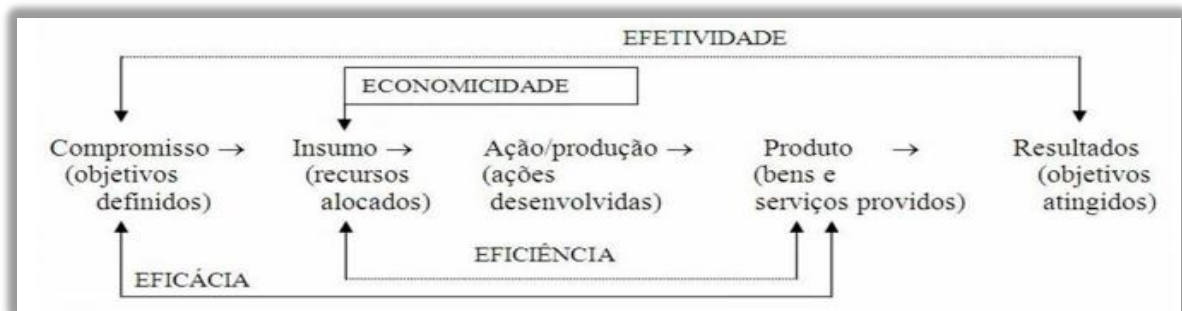 EFETIVIDADE
ECONOMICIDADE
Compromisso → Insumo → Ação/produção → Produto → Resultados
(objetivos (recursos (ações (bens e (objetivos
definidos) alocados) desenvolvidas) serviços providos) atingidos)
EFICIÊNCIA
EFICÁCIA